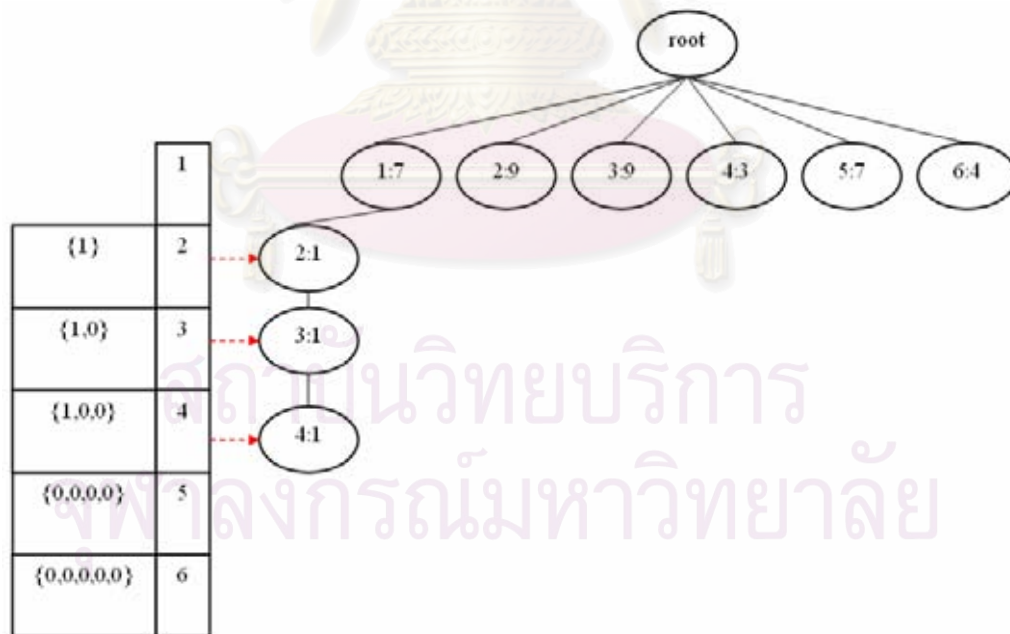 root
1
1:7 2:9 3:9 4:3 5:7 6:4
{1} 2 2:1
{1,0} 3 3:1
{1,0,0} 4 4:1
{0,0,0,0} 5
{0,0,0,0,0} 6
สถาบันวิทยบริการ
จุฬาลงกรณ์มหาวิทยาลัย